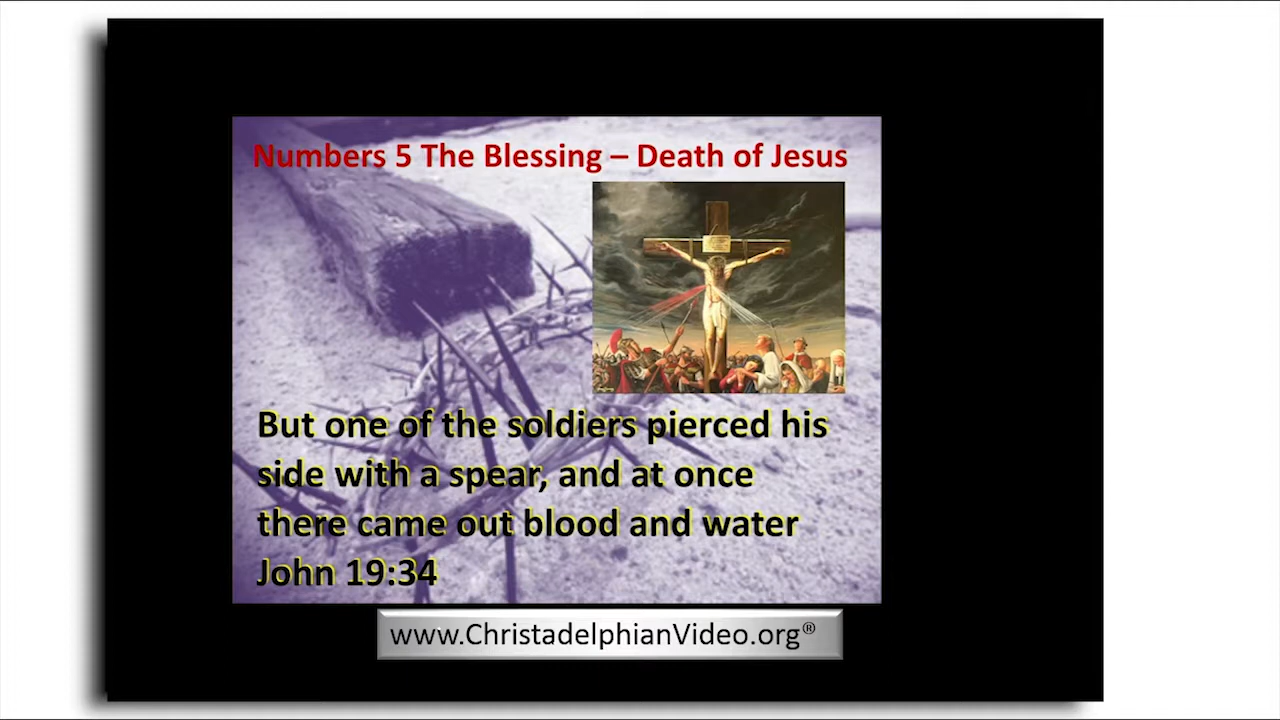 Numbers 5 The Blessing – Death of Jesus
But one of the soldiers pierced his
side with a spear, and at once
there came out blood and water
John 19:34
www.ChristadelphianVideo.org®